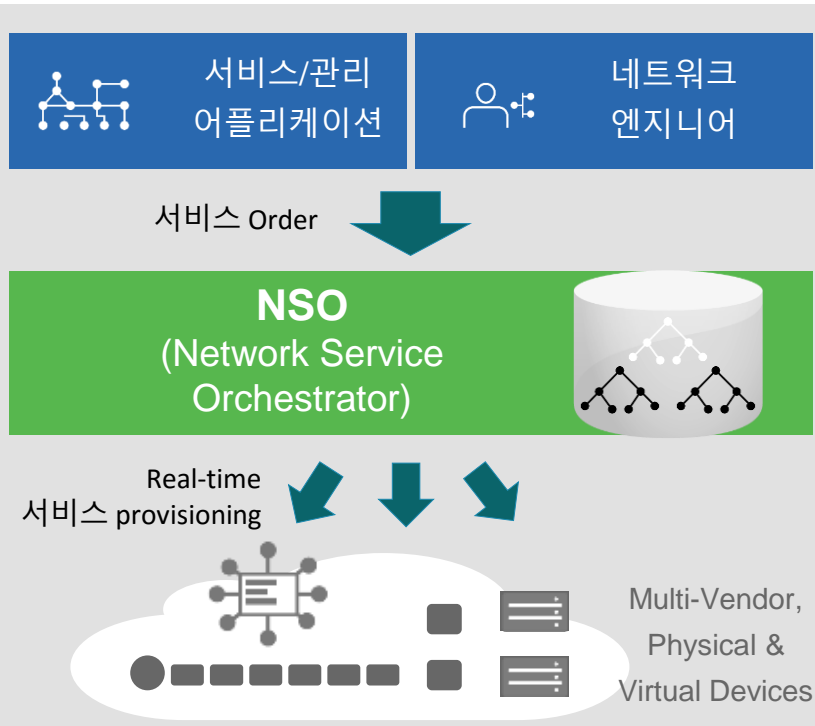 서비스/관리
어플리케이션
네트워크
엔지니어
서비스 Order
NSO
(Network Service
Orchestrator)
Real-time
서비스 provisioning
Multi-Vendor,
Physical &
Virtual Devices